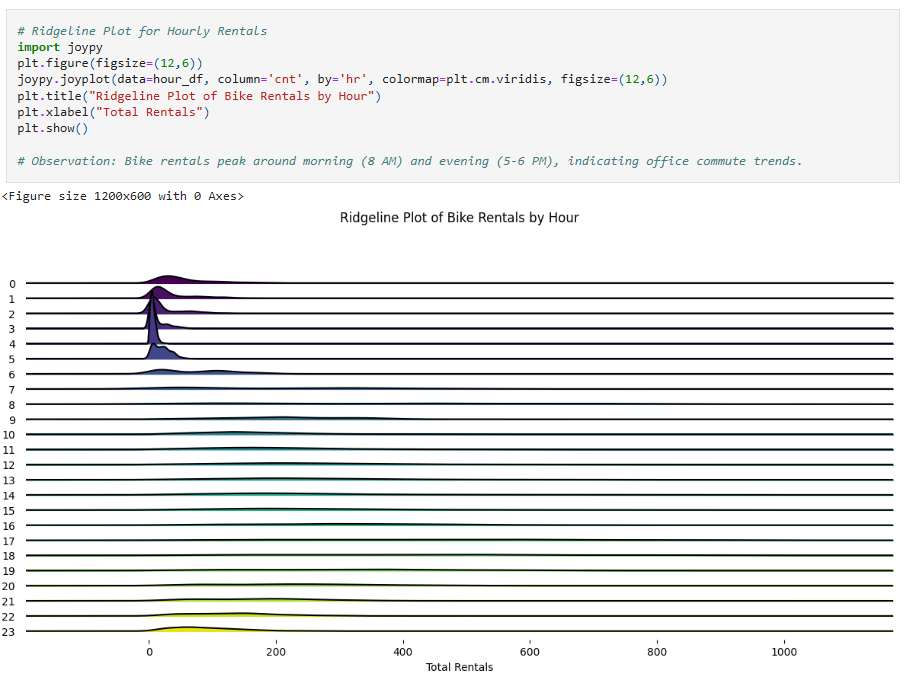 # Ridgeline Plot for Hourly Rentals
import joypy
plt.figure(figsize=(12,6))
joypy.joyplot(data=hour_df, column='cnt', by='hr', colormap=plt.cm.viridis, figsize=(12,6))
plt.title("Ridgeline Plot of Bike Rentals by Hour")
plt.xlabel("Total Rentals")
plt.show()
# Observation: Bike rentals peak around morning (8 AM) and evening (5-6 PM), indicating office commute trends.
<Figure size 1200x600 with 0 Axes>
Ridgeline Plot of Bike Rentals by Hour
0
1
2
3
4
5
6
7
8
9
10
11
12
13
14
15
16
17
18
19
20
21
22
23
0 200 400 600 800 1000
Total Rentals